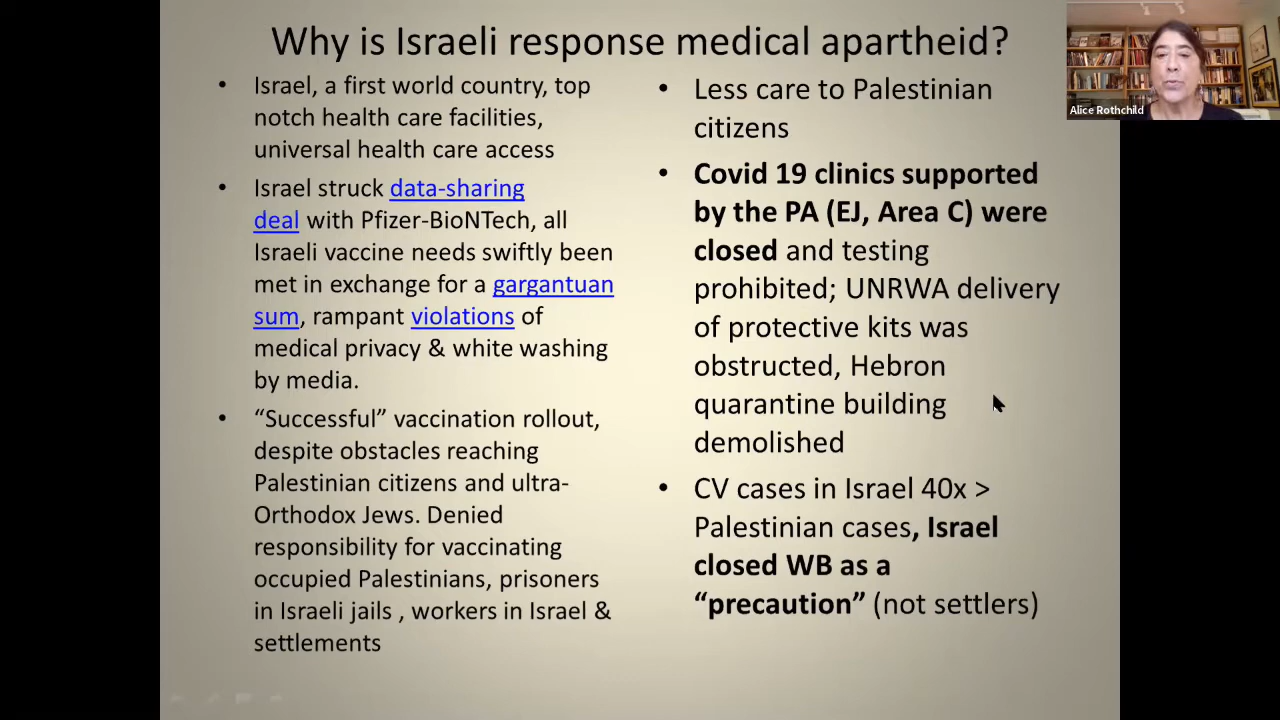 Why is Israeli response medical apartheid?
• Israel, a first world country, top
notch health care facilities,
universal health care access
• Israel struck data-sharing
deal with Pfizer-BioNTech, all
Israeli vaccine needs swiftly been
met in exchange for a gargantuan
sum, rampant violations of
medical privacy & white washing
by media.
• “Successful” vaccination rollout,
despite obstacles reaching
Palestinian citizens and ultra-
Orthodox Jews. Denied
responsibility for vaccinating
occupied Palestinians, prisoners
in Israeli jails , workers in Israel &
settlements
• Less care to Palestinian
citizens
• Covid 19 clinics supported
by the PA (EJ, Area C) were
closed and testing
prohibited; UNRWA delivery
of protective kits was
obstructed, Hebron
quarantine building
demolished
• CV cases in Israel 40x >
Palestinian cases, Israel
closed WB as a
“precaution” (not settlers)
Alice Rothchild